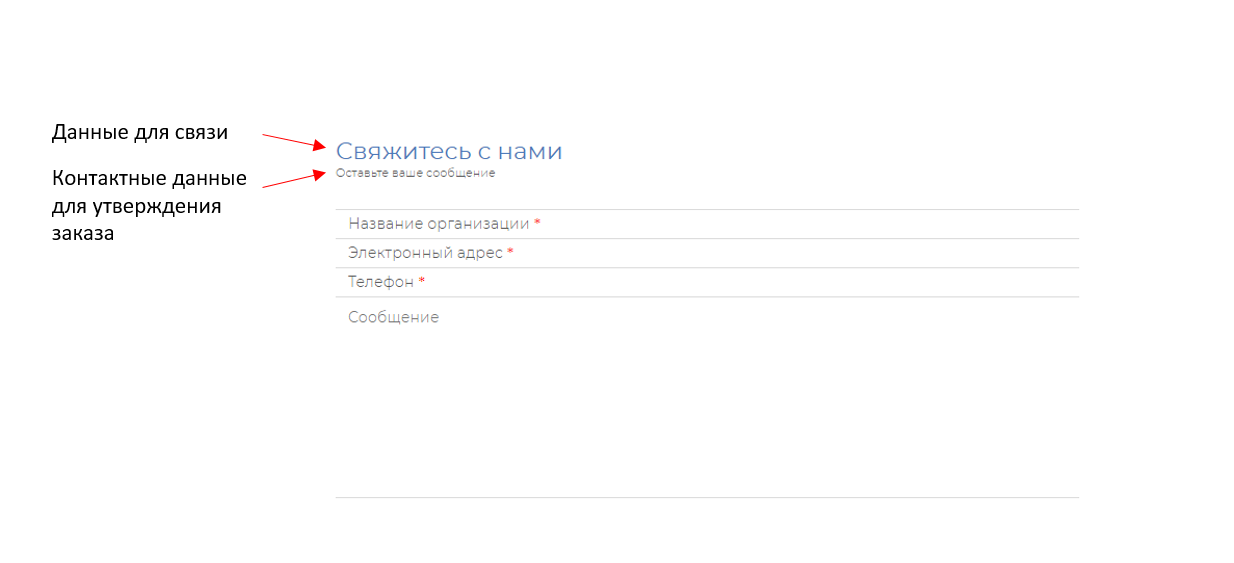 Данные для связи
Контактные данные
для утверждения
заказа
Свяжитесь с нами
Оставьте ваше сообщение
Название организации *
Электронный адрес *
Телефон *
Сообщение